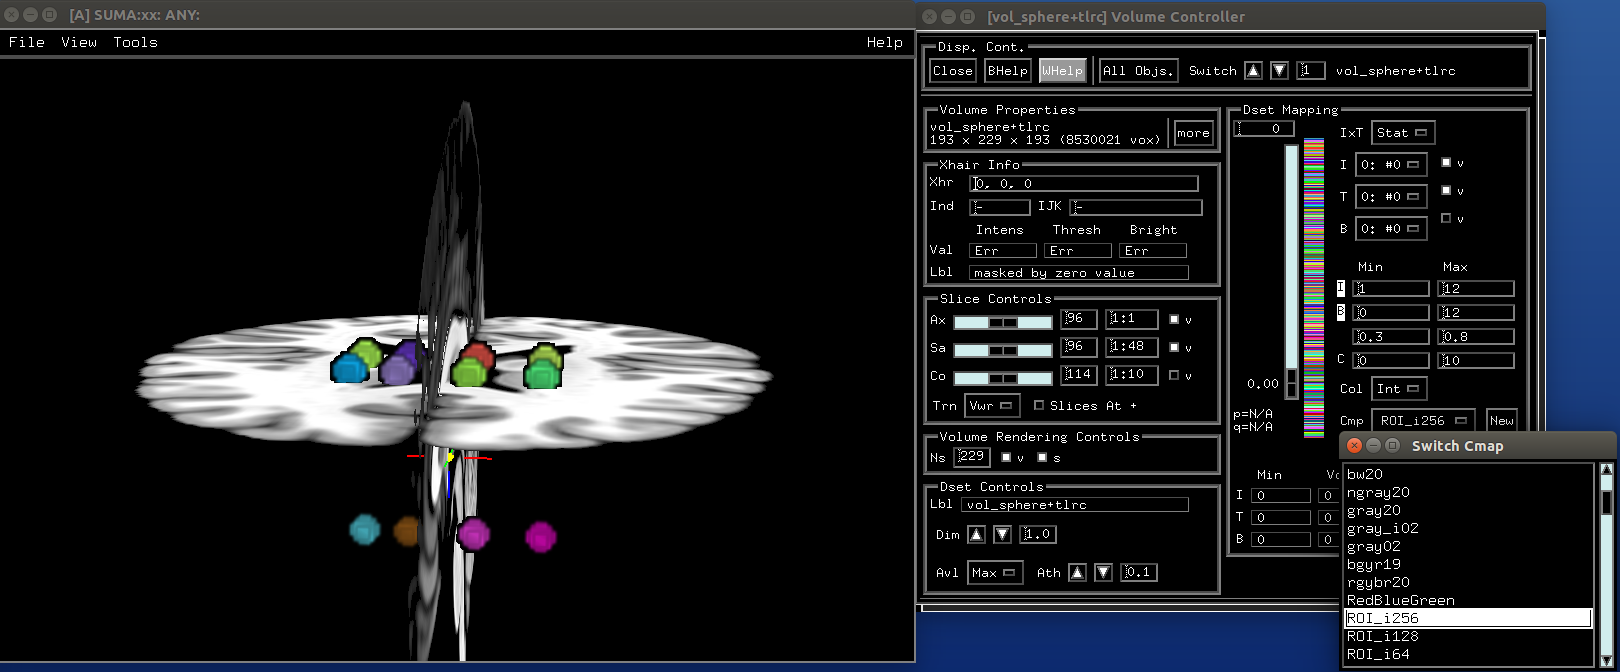 [A] SUMA:xx: ANY:
File View Tools Help
[vol_sphere+tlrc] Volume Controller
Disp. Cont.
Close BHelp WHelp All Objs. Switch 1 vol_sphere+tlrc
Volume Properties
vol_sphere+tlrc
193 x 229 x 193 (8530021 vox) more
Xhair Info
Xhr 0, 0, 0
Ind - IJK -
Intens Thresh Bright
Val Err Err Err
Lbl masked by zero value
Slice Controls
Ax 96 1:1 v
Sa 96 1:48 v
Co 114 1:10 v
Trn Vwr Slices At +
Volume Rendering Controls
Ns 229 v s
Dset Controls
Lbl vol_sphere+tlrc
Dim 1.0
Avl Max Ath 0.1
Dset Mapping
0
IxT Stat
I 0: #0 v
T 0: #0 v
B 0: #0 v
Min Max
I 1 12
B 0 12
0.3 0.8
C 0 10
0.00
Col Int
p=N/A
q=N/A
Cmp ROI_i256 New
Min
I 0 0
T 0 0
B 0 0
Switch Cmap
bw20
ngray20
gray20
gray_i02
gray02
bgyr19
rgybr20
RedBlueGreen
ROI_i256
ROI_i128
ROI_i64